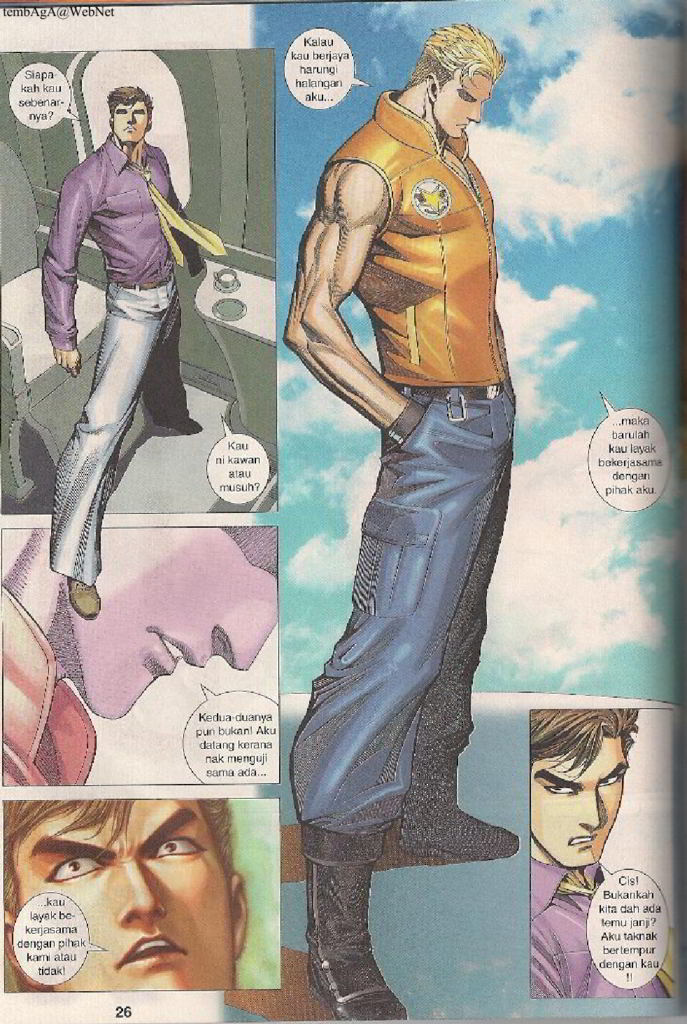 tembAgA@WebNet
Siapa-
kah kau
sebenar-
nya?
Kau
ni kawan
atau
musuh?
Kedua-duanya
pun bukan! Aku
datang kerana
nak menguji
sama ada...
...kau
layak be-
kerjasama
dengan pihak
kami atau
tidak!
Kalau
kau berjaya
harungi
halangan
aku...
...maka
barulah
kau layak
bekerjasama
dengan
pihak aku.
Cis!
Bukankah
kita dah ada
temu janji?
Aku taknak
bertempur
dengan kau
!!
26